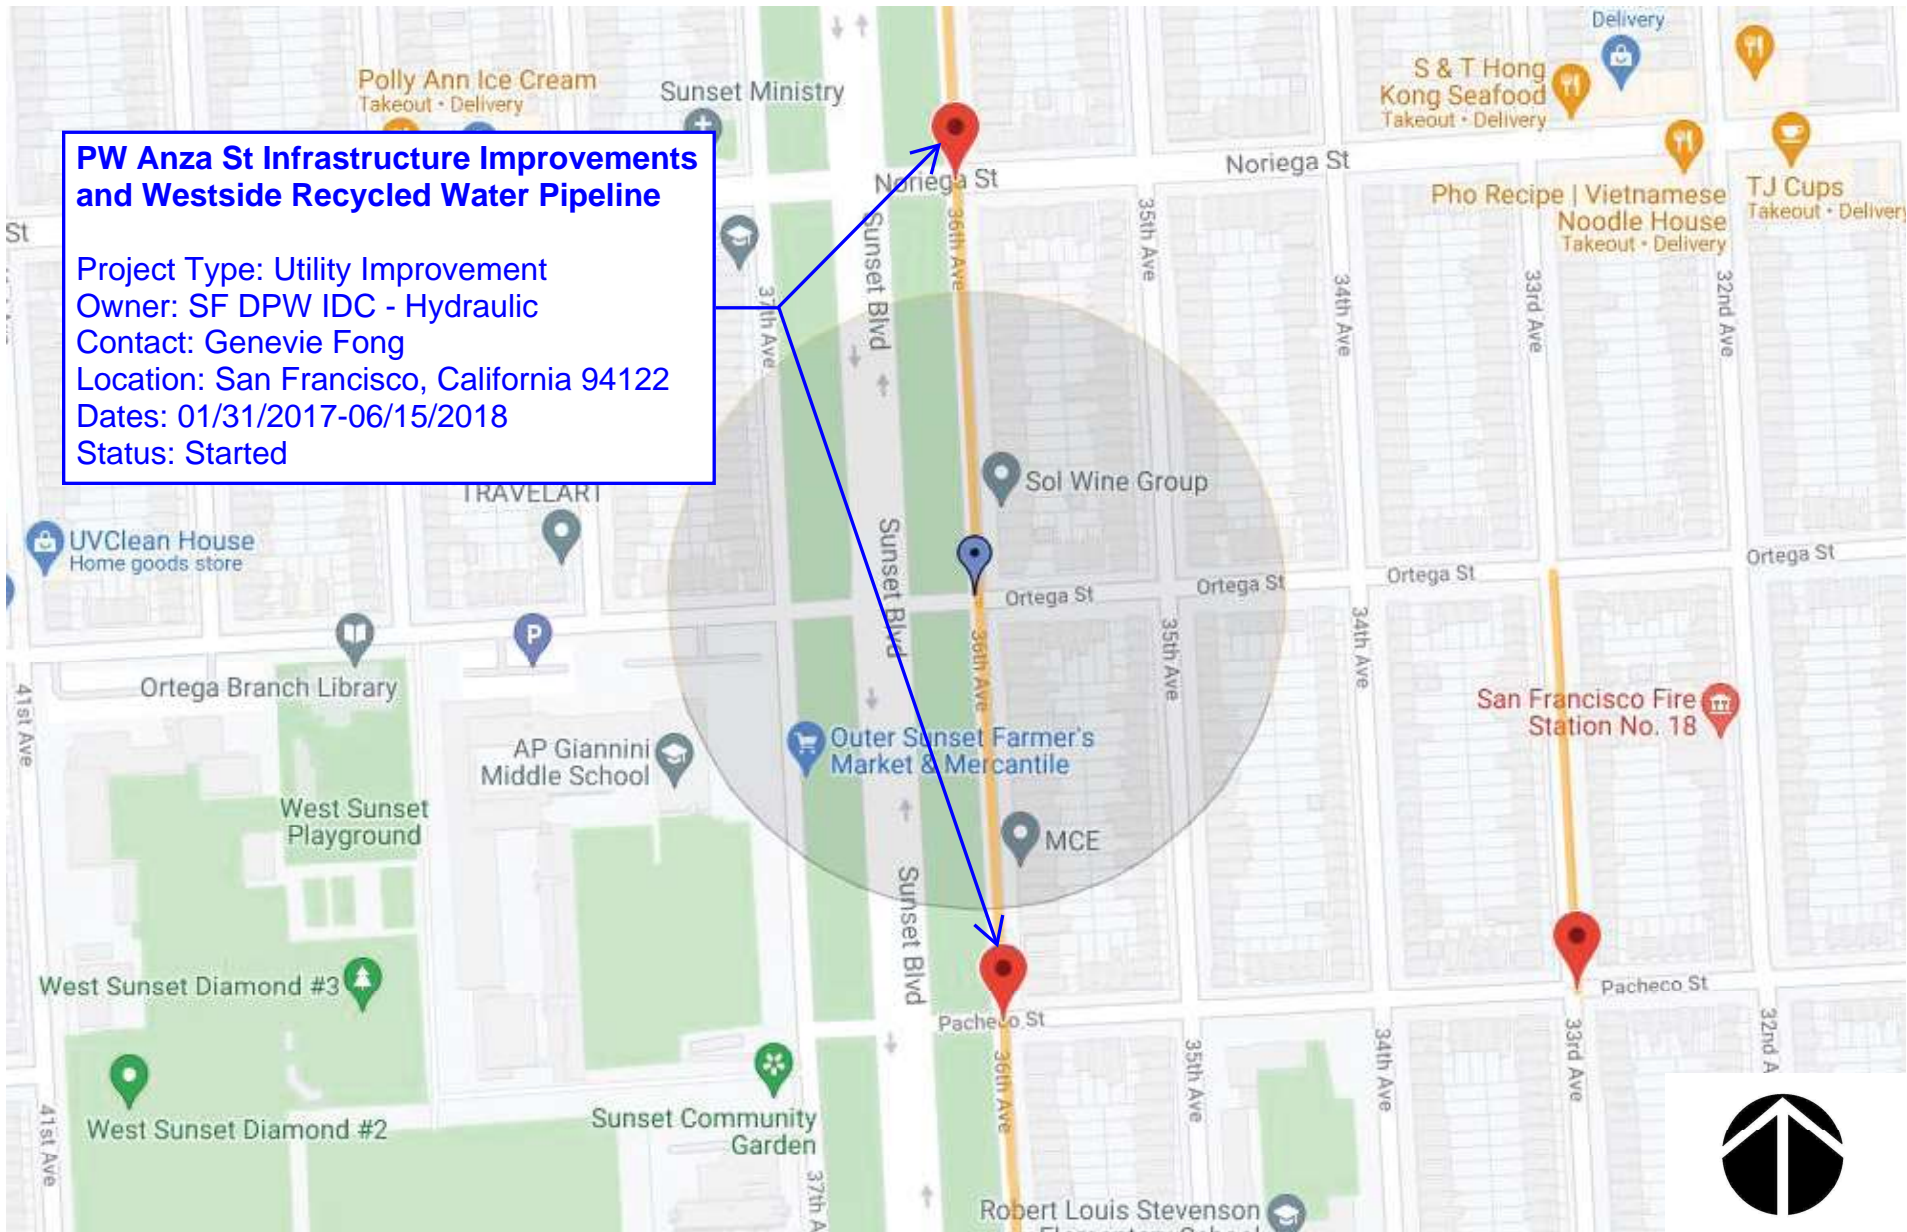 Delivery
Polly Ann Ice Cream
Takeout • Delivery
Sunset Ministry
S & T Hong
Kong Seafood
Takeout • Delivery
PW Anza St Infrastructure Improvements
and Westside Recycled Water Pipeline
Project Type: Utility Improvement
Owner: SF DPW IDC - Hydraulic
Contact: Genevie Fong
Location: San Francisco, California 94122
Dates: 01/31/2017-06/15/2018
Status: Started
Noriega St
Noriega St
Pho Recipe | Vietnamese
Noodle House
Takeout • Delivery
TJ Cups
Takeout • Delivery
St
Sunset Blvd
36th Ave
35th Ave
34th Ave
33rd Ave
32nd Ave
37th Ave
TRAVELART
Sol Wine Group
UVClean House
Home goods store
Sunset Blvd
Ortega St
Ortega St
Ortega St
Ortega St
P
36th Ave
35th Ave
34th Ave
Ortega Branch Library
41st Ave
San Francisco Fire
Station No. 18
AP Giannini
Middle School
Outer Sunset Farmer's
Market & Mercantile
West Sunset
Playground
MCE
Sunset Blvd
West Sunset Diamond #3
Pacheco St
Pacheco St
36th Ave
35th Ave
34th Ave
33rd Ave
32nd A
41st Ave
West Sunset Diamond #2
Sunset Community
Garden
37th A
Robert Louis Stevenson